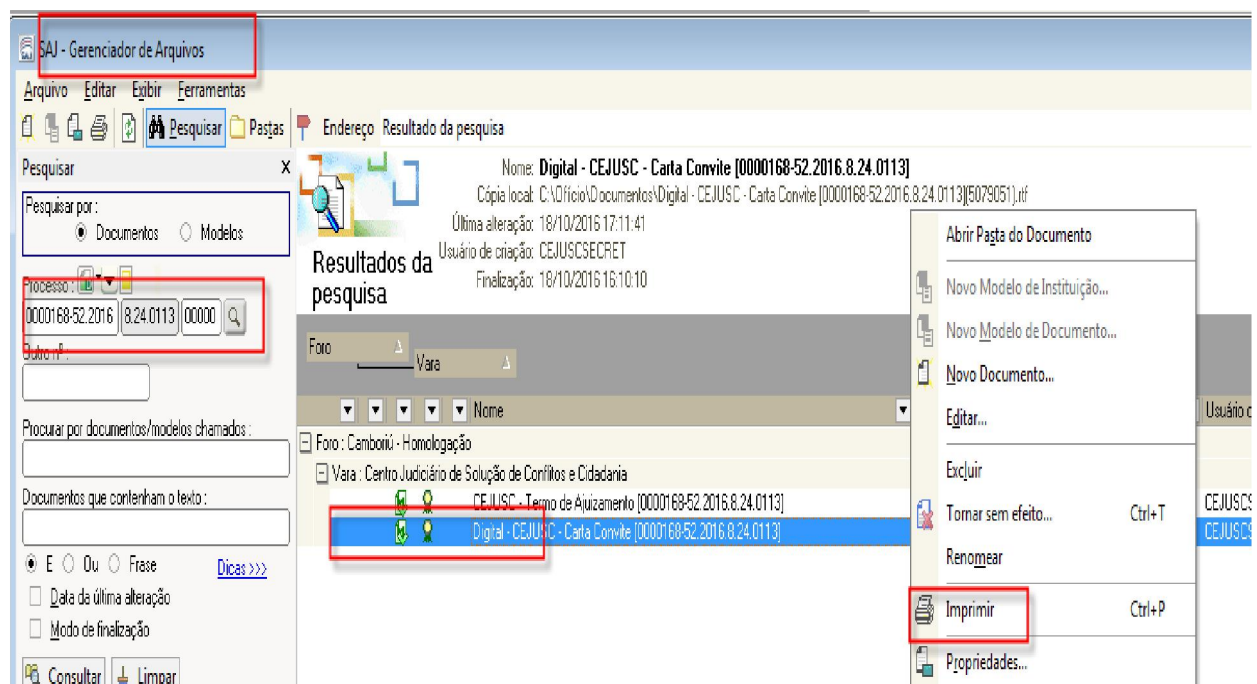 SAJ - Gerenciador de Arquivos
Arquivo Editar Exibir Ferramentas
Pesquisar Pastas Endereço Resultado da pesquisa
Pesquisar X
Pesquisar por :
Documentos Modelos
Processo :
0000168-52.2016 8.24.0113 00000
Outro nº :
Procurar por documentos/modelos chamados :
Documentos que contenham o texto :
E Ou Frase Dicas >>>
Data da última alteração
Modo de finalização
Consultar Limpar
Resultados da pesquisa
Nome: Digital - CEJUSC - Carta Convite [0000168-52.2016.8.24.0113]
Cópia local: C:\Ofício\Documentos\Digital - CEJUSC - Carta Convite [0000168-52.2016.8.24.0113][5079051].rtf
Última alteração: 18/10/2016 17:11:41
Usuário de criação: CEJUSCSECRET
Finalização: 18/10/2016 16:10:10
Foro
Vara
Nome
Usuário c
Foro : Camboriú - Homologação
Vara : Centro Judiciário de Solução de Conflitos e Cidadania
CEJUSC - Termo de Ajuizamento [0000168-52.2016.8.24.0113] CEJUSCS
Digital - CEJUSC - Carta Convite [0000168-52.2016.8.24.0113] CEJUSCS
Abrir Pasta do Documento
Novo Modelo de Instituição...
Novo Modelo de Documento...
Novo Documento...
Editar...
Excluir
Tornar sem efeito... Ctrl+T
Renomear
Imprimir Ctrl+P
Propriedades...